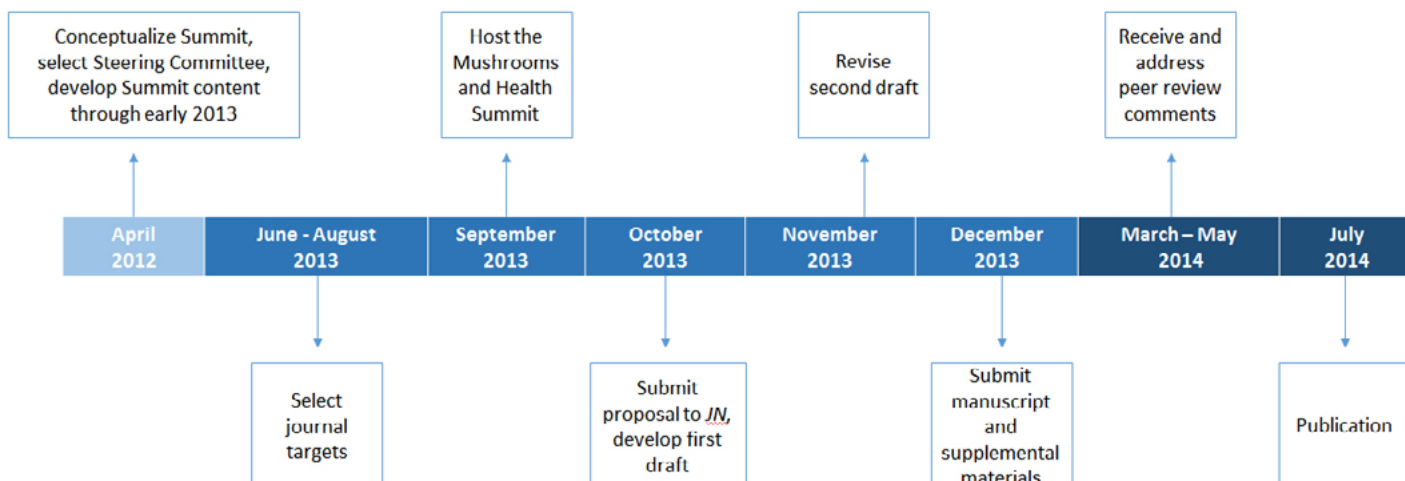 Conceptualize Summit,
select Steering Committee,
develop Summit content
through early 2013
Host the
Mushrooms
and Health
Summit
Revise
second draft
Receive and
address
peer review
comments
April
2012
June - August
2013
September
2013
October
2013
November
2013
December
2013
March – May
2014
July
2014
Select
journal
targets
Submit
proposal to JN,
develop first
draft
Submit
manuscript
and
supplemental
materials
Publication